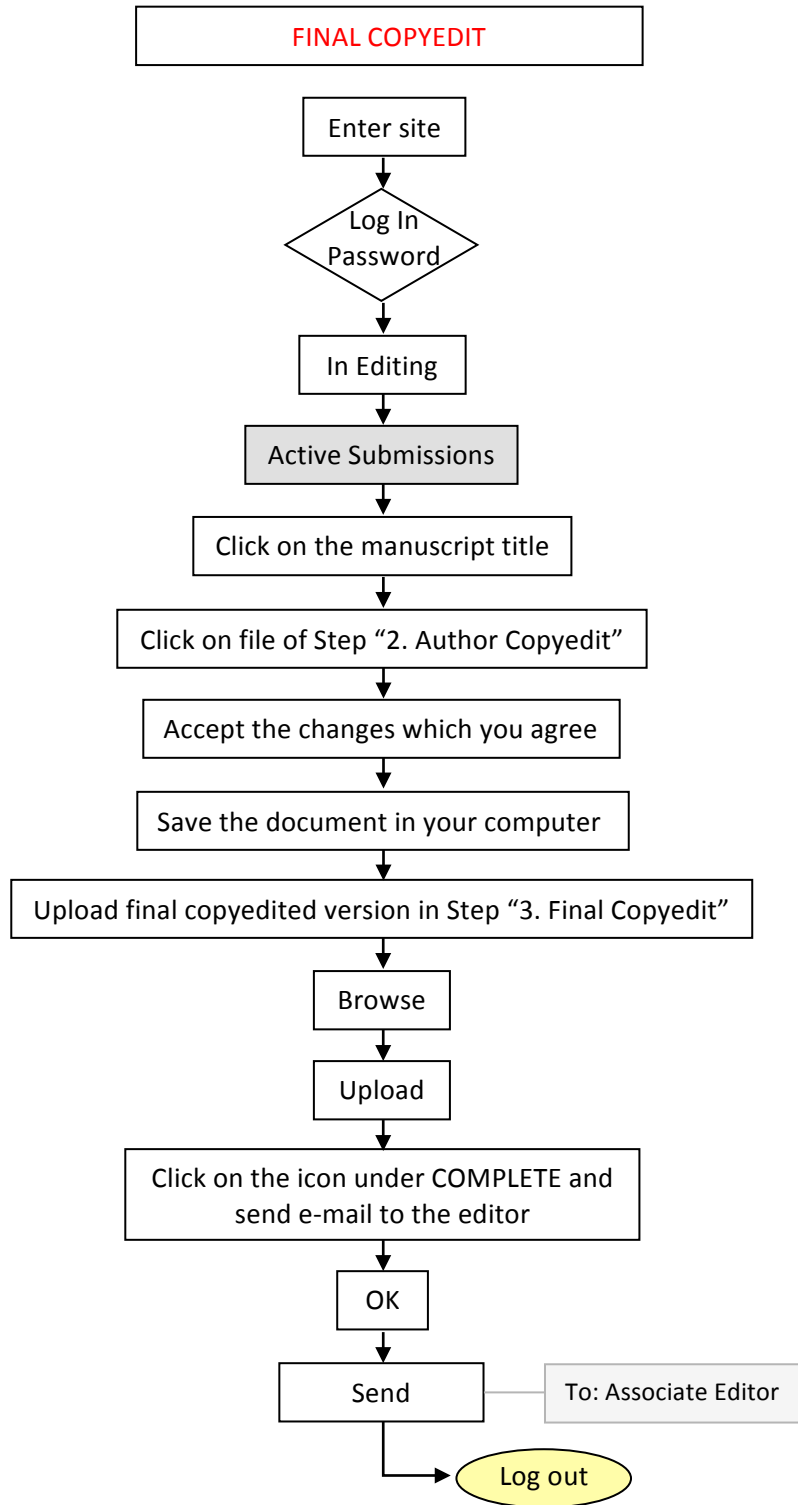 FINAL COPYEDIT
Enter site
Log In
Password
In Editing
Active Submissions
Click on the manuscript title
Click on file of Step “2. Author Copyedit”
Accept the changes which you agree
Save the document in your computer
Upload final copyedited version in Step “3. Final Copyedit”
Browse
Upload
Click on the icon under COMPLETE and
send e-mail to the editor
OK
Send
To: Associate Editor
Log out